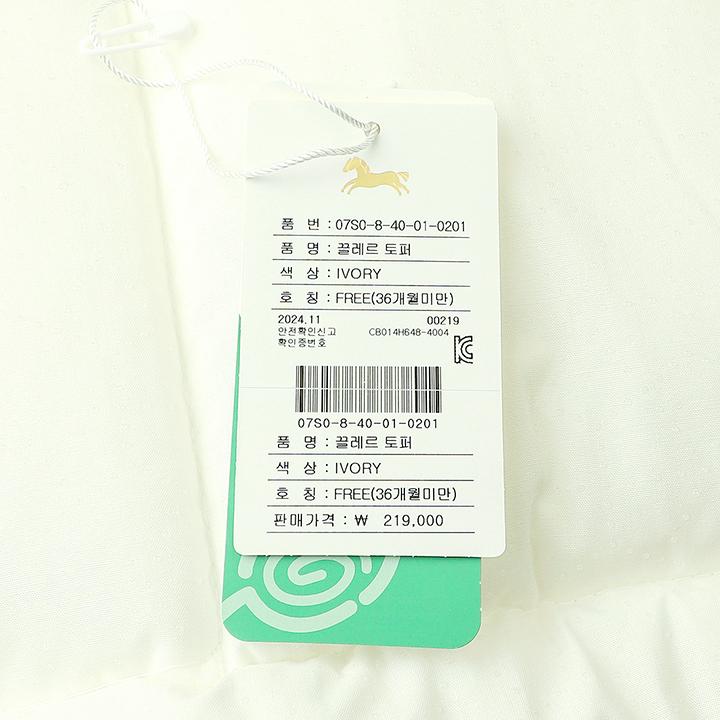 품 번 : 07S0-8-40-01-0201
품 명 : 끌레르 토퍼
색 상 : IVORY
호 칭 : FREE(36개월미만)
2024.11 00219
안전확인신고 CB014H648-4004
확인증번호
07S0-8-40-01-0201
품 명 : 끌레르 토퍼
색 상 : IVORY
호 칭 : FREE(36개월미만)
판매가격 : ₩ 219,000